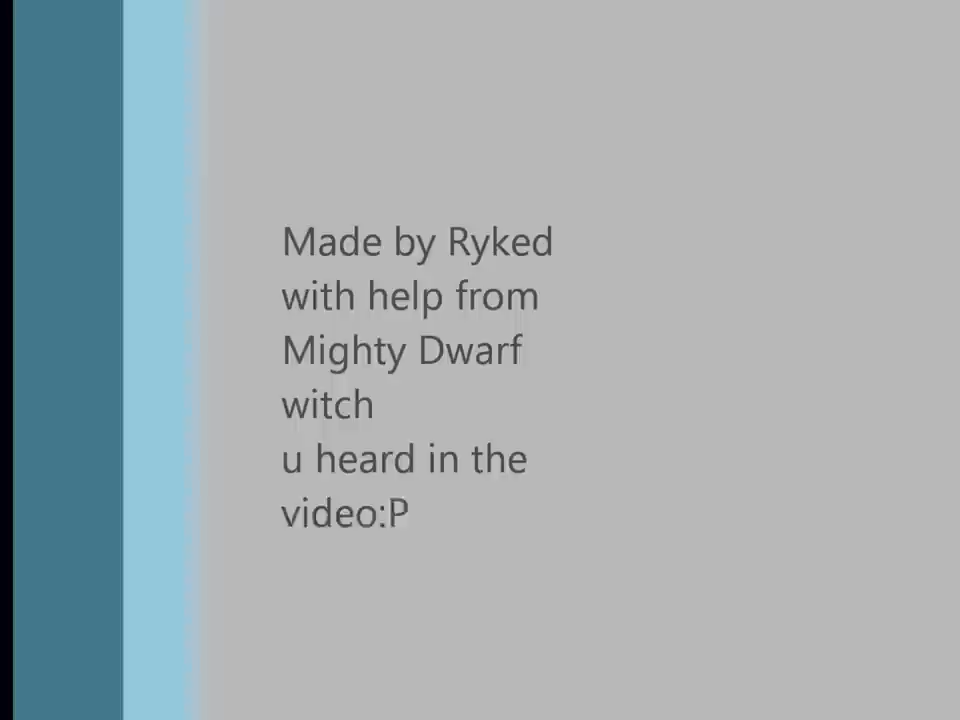 Made by Ryked
with help from
Mighty Dwarf
witch
u heard in the
video:P